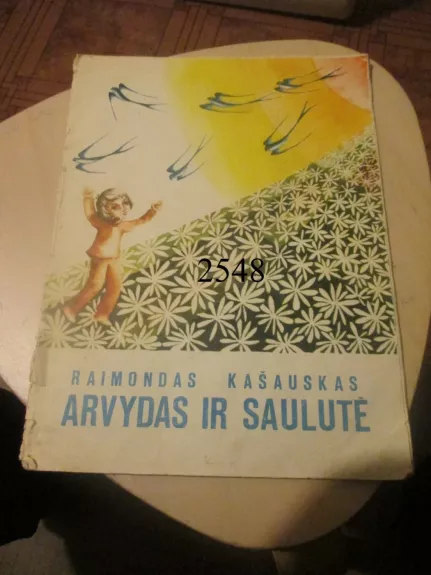 2548
RAIMONDAS KAŠAUSKAS
ARVYDAS IR SAULUTĖ